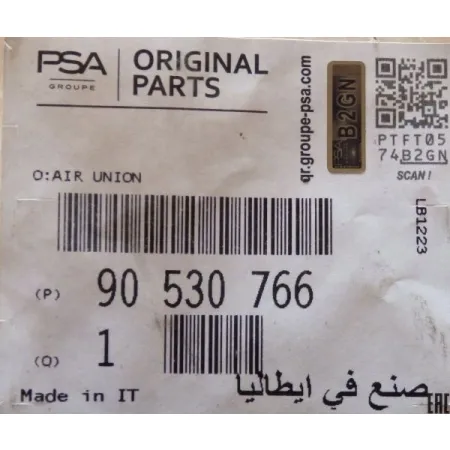 PSA
GROUPE
ORIGINAL
PARTS
qr.groupe-psa.com
PSA
B2GN
PTFT05
74B2GN
SCAN!
LB1223
O:AIR UNION
(P) 90 530 766
(Q) 1
Made in IT
صنع في ايطاليا
EAC